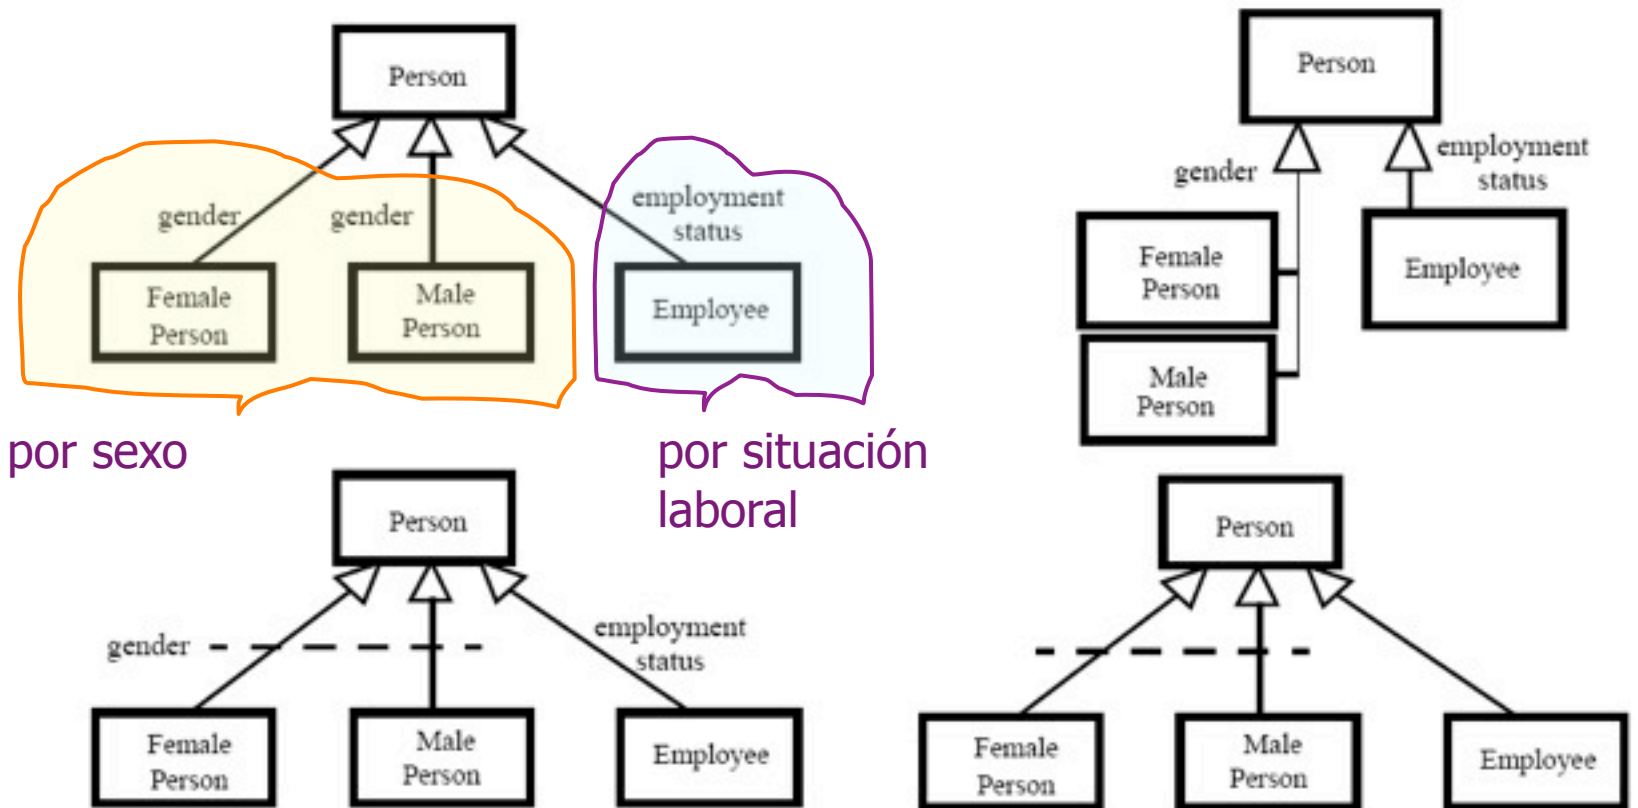 Person
gender
gender
employment
status
Female
Person
Male
Person
Employee
por sexo
por situación
laboral
Person
gender
employment
status
Female
Person
Male
Person
Employee
Person
gender
employment
status
Female
Person
Employee
Male
Person
Person
Female
Person
Male
Person
Employee